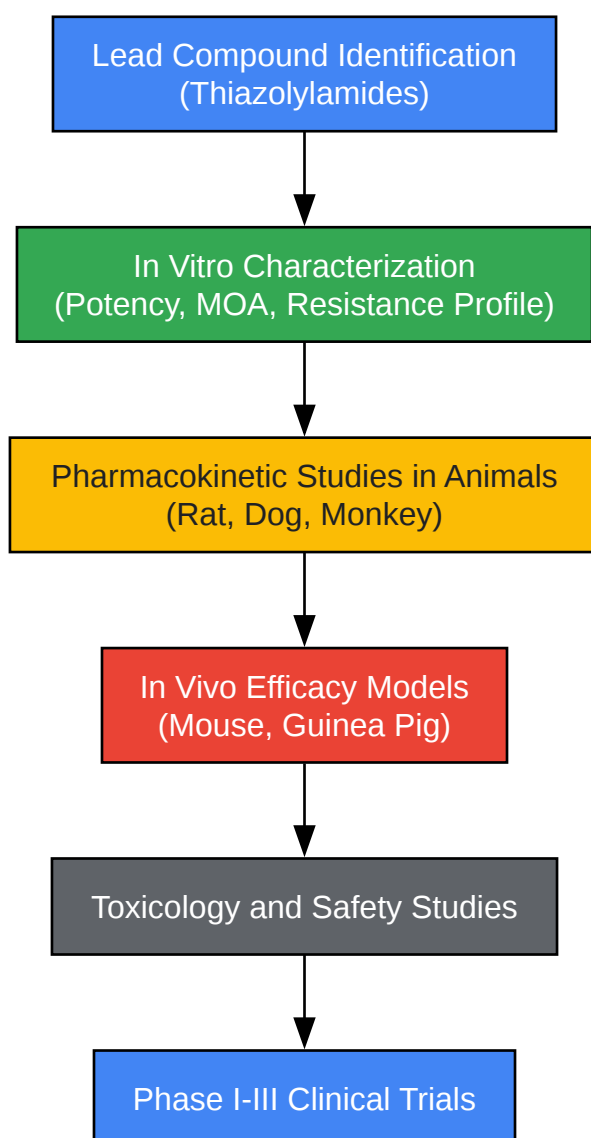 Lead Compound Identification
(Thiazolylamides)
In Vitro Characterization
(Potency, MOA, Resistance Profile)
Pharmacokinetic Studies in Animals
(Rat, Dog, Monkey)
In Vivo Efficacy Models
(Mouse, Guinea Pig)
Toxicology and Safety Studies
Phase I-III Clinical Trials